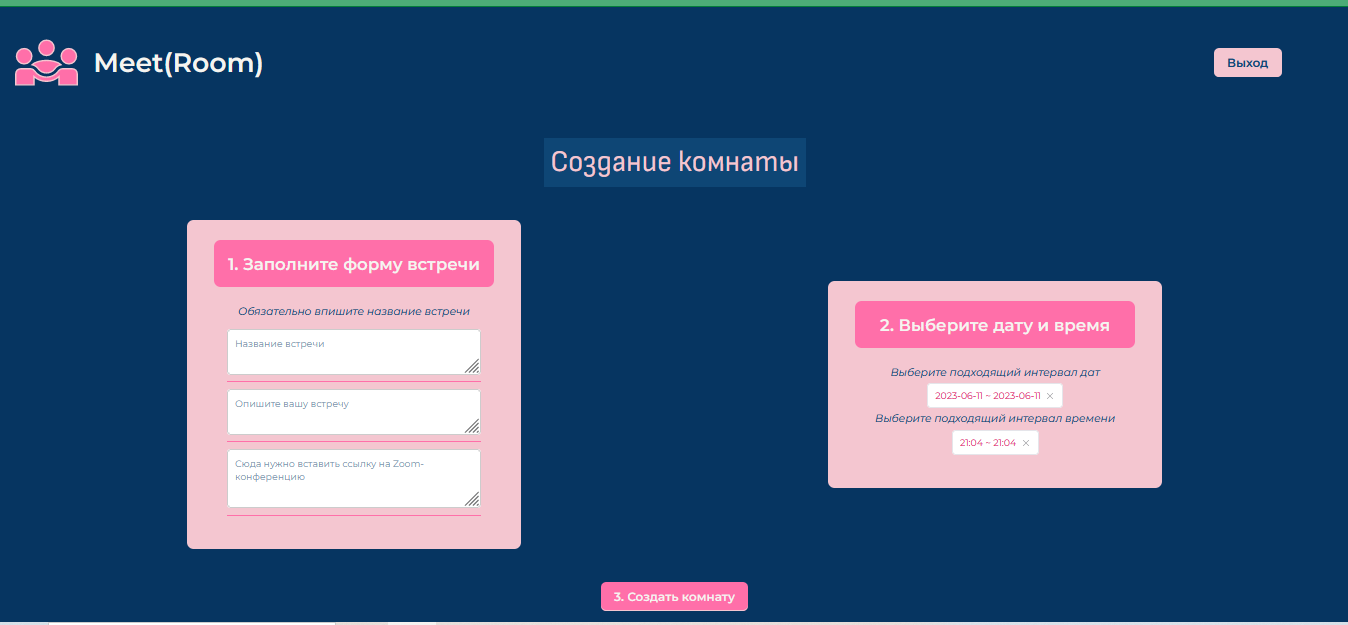 Meet(Room)
Выход
Создание комнаты
1. Заполните форму встречи
Обязательно впишите название встречи
Название встречи
Опишите вашу встречу
Сюда нужно вставить ссылку на Zoom-
конференцию
2. Выберите дату и время
Выберите подходящий интервал дат
2023-06-11 ~ 2023-06-11
Выберите подходящий интервал времени
21:04 ~ 21:04
3. Создать комнату